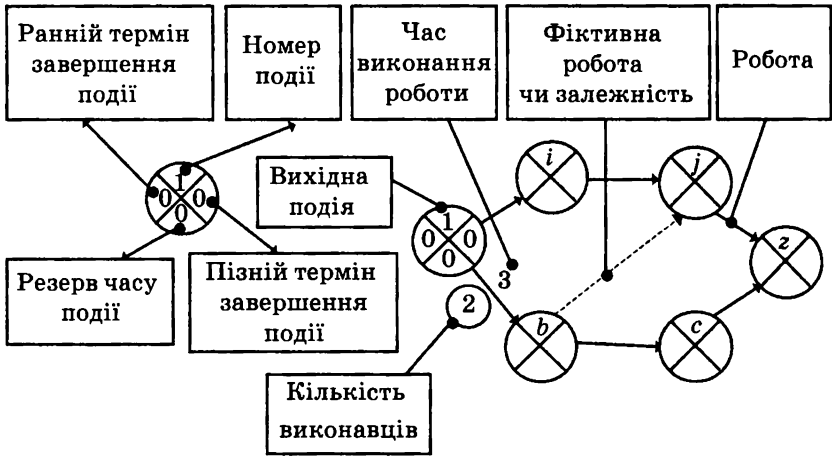 Ранній термін
завершення
події
Номер
події
Час
виконання
роботи
Фіктивна
робота
чи залежність
Робота
1
0 0
0
Вихідна
подія
1
0 0
0
i
j
z
3
2
b
c
Резерв часу
події
Пізній термін
завершення
події
Кількість
виконавців